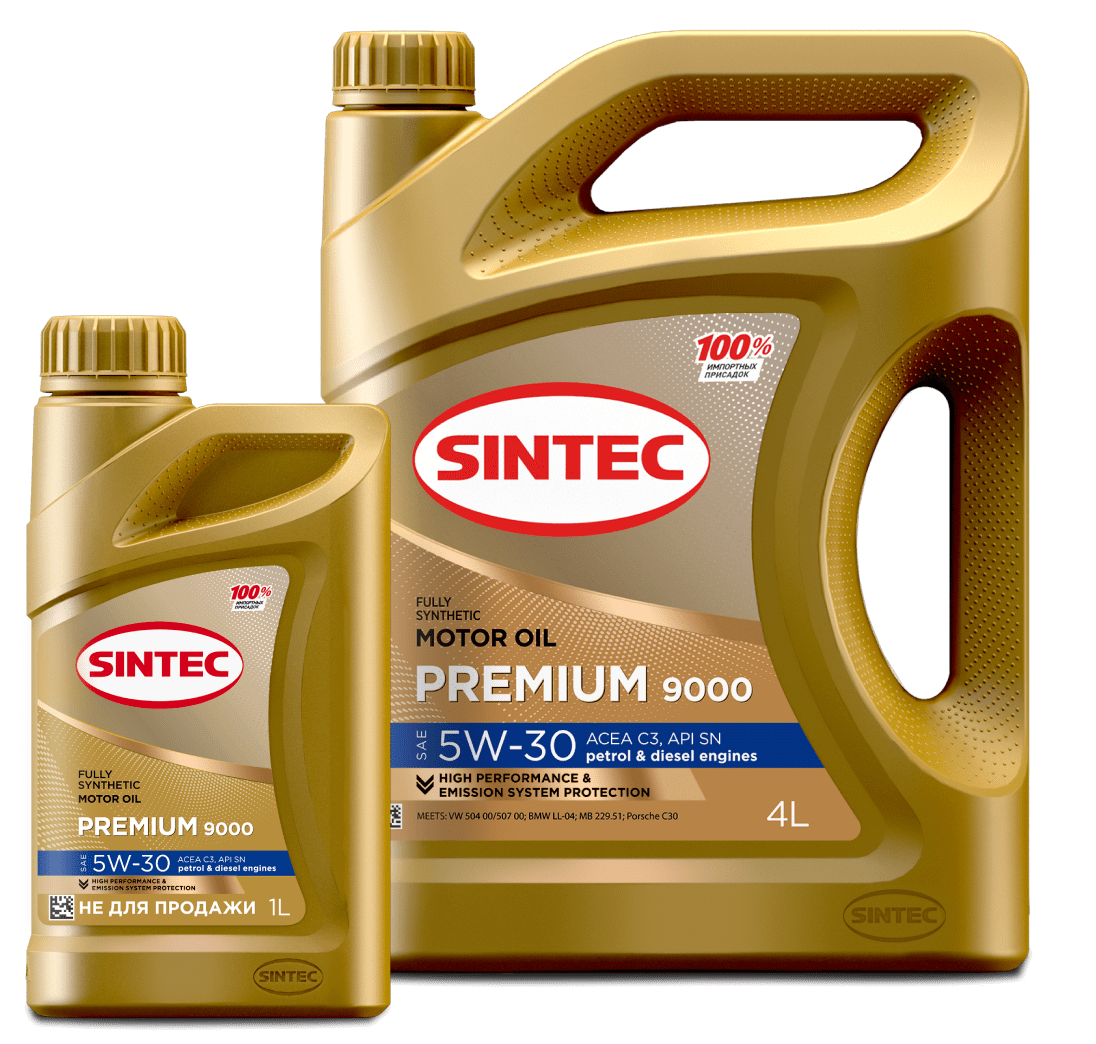 100%
ИМПОРТНЫХ
ПРИСАДОК
SINTEC
FULLY
SYNTHETIC
MOTOR OIL
PREMIUM 9000
SAE 5W-30 ACEA C3, API SN
petrol & diesel engines
HIGH PERFORMANCE &
EMISSION SYSTEM PROTECTION
MEETS: VW 504 00/507 00; BMW LL-04; MB 229.51; Porsche C30
4L
SINTEC
100%
ИМПОРТНЫХ
ПРИСАДОК
SINTEC
FULLY
SYNTHETIC
MOTOR OIL
PREMIUM 9000
SAE 5W-30 ACEA C3, API SN
petrol & diesel engines
HIGH PERFORMANCE &
EMISSION SYSTEM PROTECTION
НЕ ДЛЯ ПРОДАЖИ 1L
SINTEC